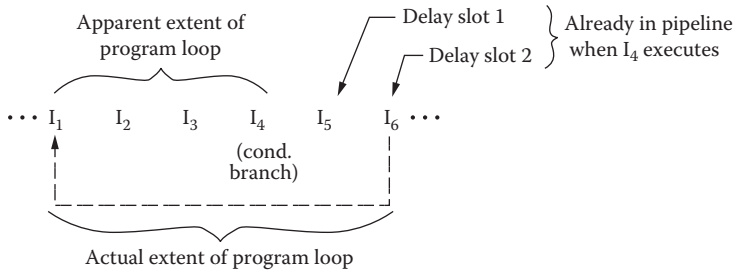 Apparent extent of
program loop
Delay slot 1
Delay slot 2
Already in pipeline
when I₄ executes
••• I₁ I₂ I₃ I₄ I₅ I₆ •••
(cond.
branch)
Actual extent of program loop